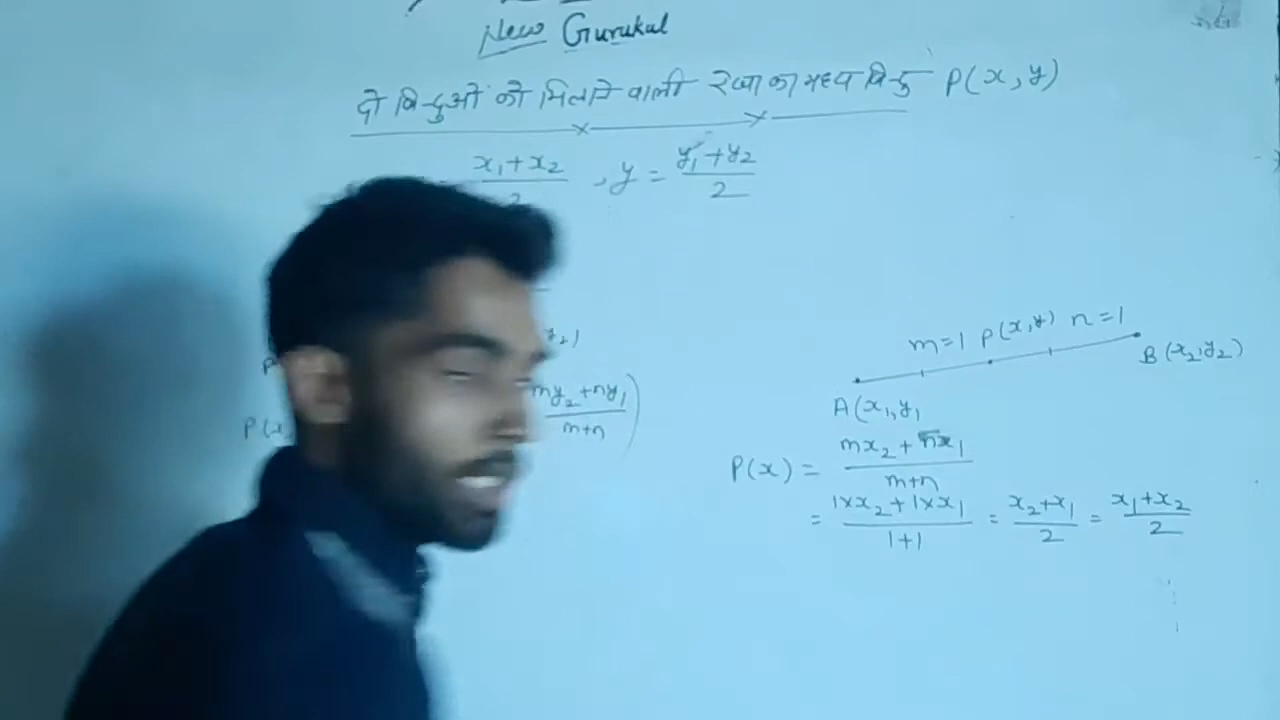 New Gurukul
दो बिन्दुओं को मिलाने वाली रेखा का मध्य बिन्दु P(x, y)
x₁+x₂ / 2 , y = y₁+y₂ / 2
m=1 P(x,y) n=1
B(x₂,y₂)
A(x₁,y₁
my₂+ny₁ / m+n )
P(x) = mx₂+nx₁ / m+n
= 1×x₂+1×x₁ / 1+1 = x₂+x₁ / 2 = x₁+x₂ / 2